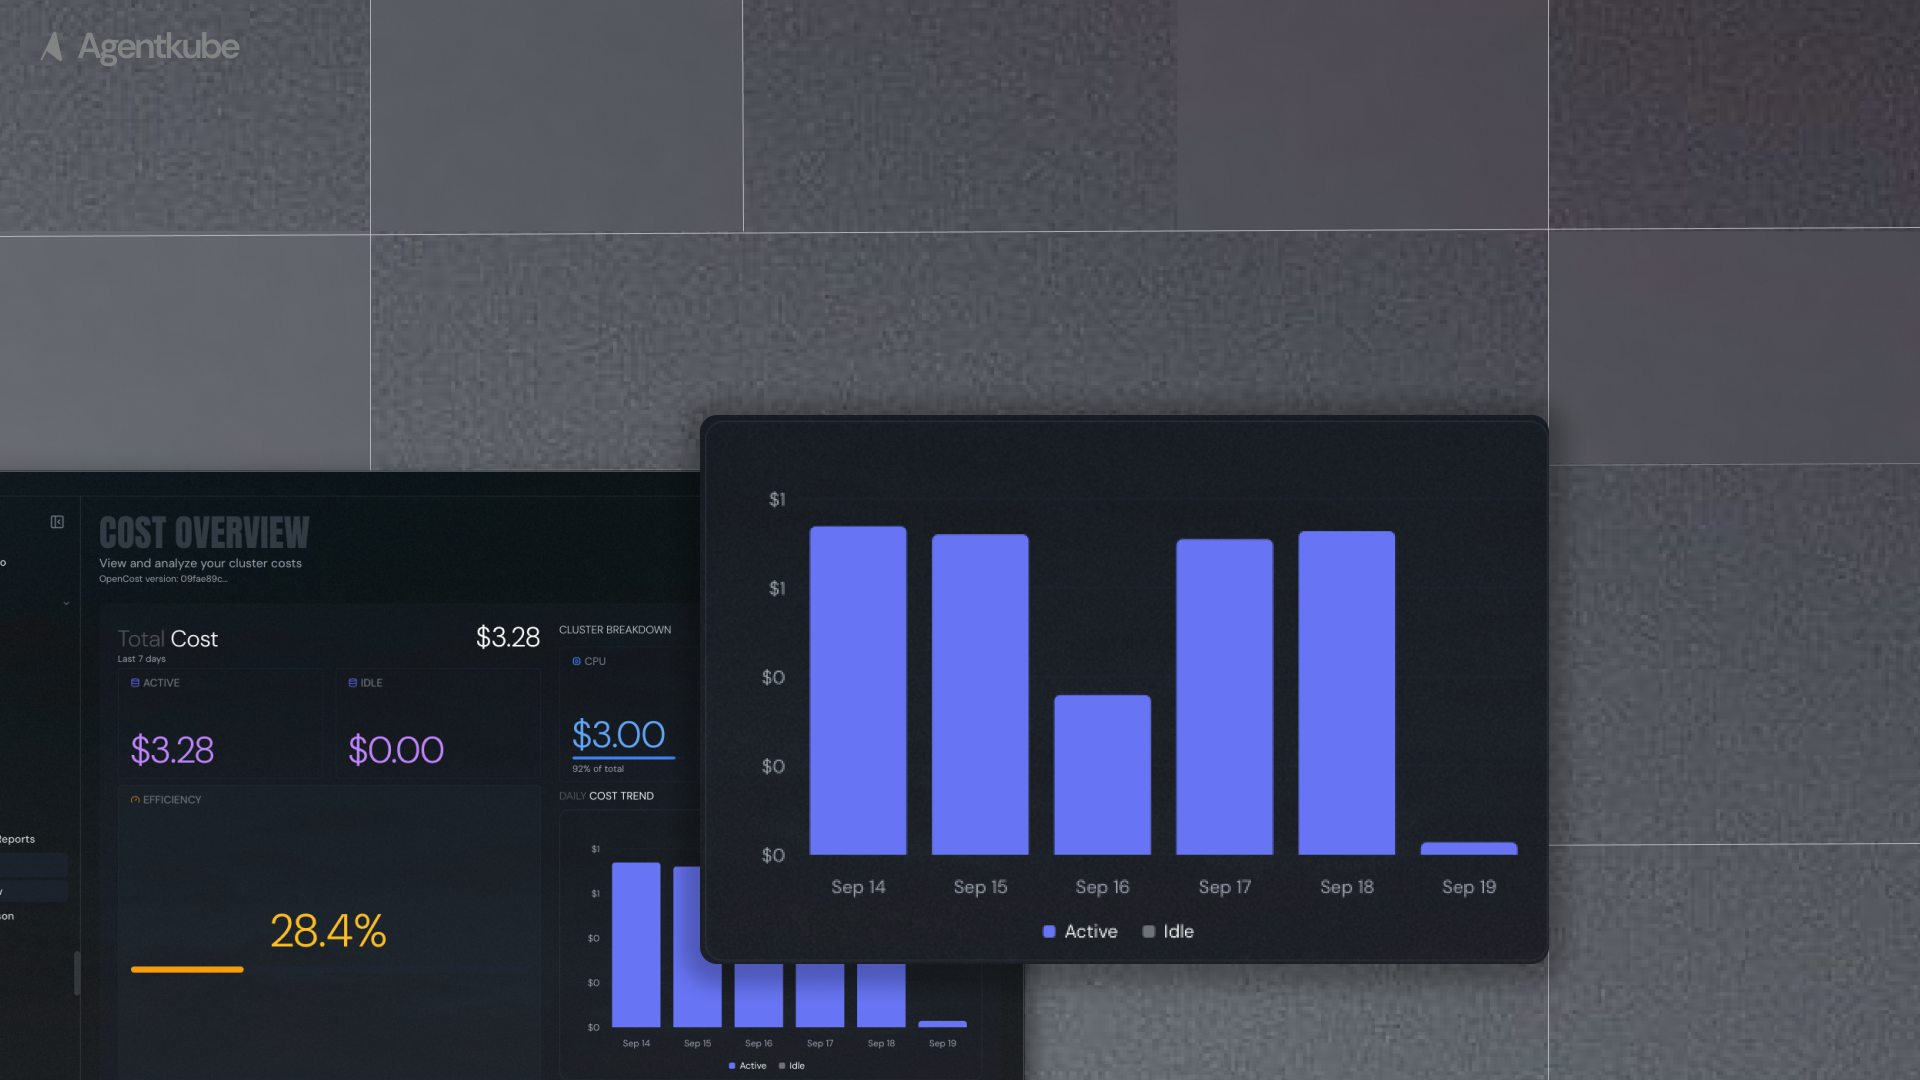 Agentkube
COST OVERVIEW
View and analyze your cluster costs
OpenCost version: 09fae89c...
Total Cost
$3.28
Last 7 days
ACTIVE
$3.28
IDLE
$0.00
EFFICIENCY
28.4%
CLUSTER BREAKDOWN
CPU
$3.00
92% of total
DAILY COST TREND
$1
$1
$0
$0
$0
Sep 14 Sep 15 Sep 16 Sep 17 Sep 18 Sep 19
Active Idle
$1
$1
$0
$0
$0
Sep 14 Sep 15 Sep 16 Sep 17 Sep 18 Sep 19
Active Idle